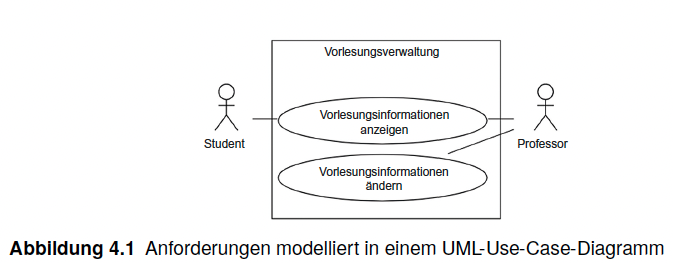 Vorlesungsverwaltung
Vorlesungsinformationen
anzeigen
Student
Professor
Vorlesungsinformationen
ändern
Abbildung 4.1 Anforderungen modelliert in einem UML-Use-Case-Diagramm